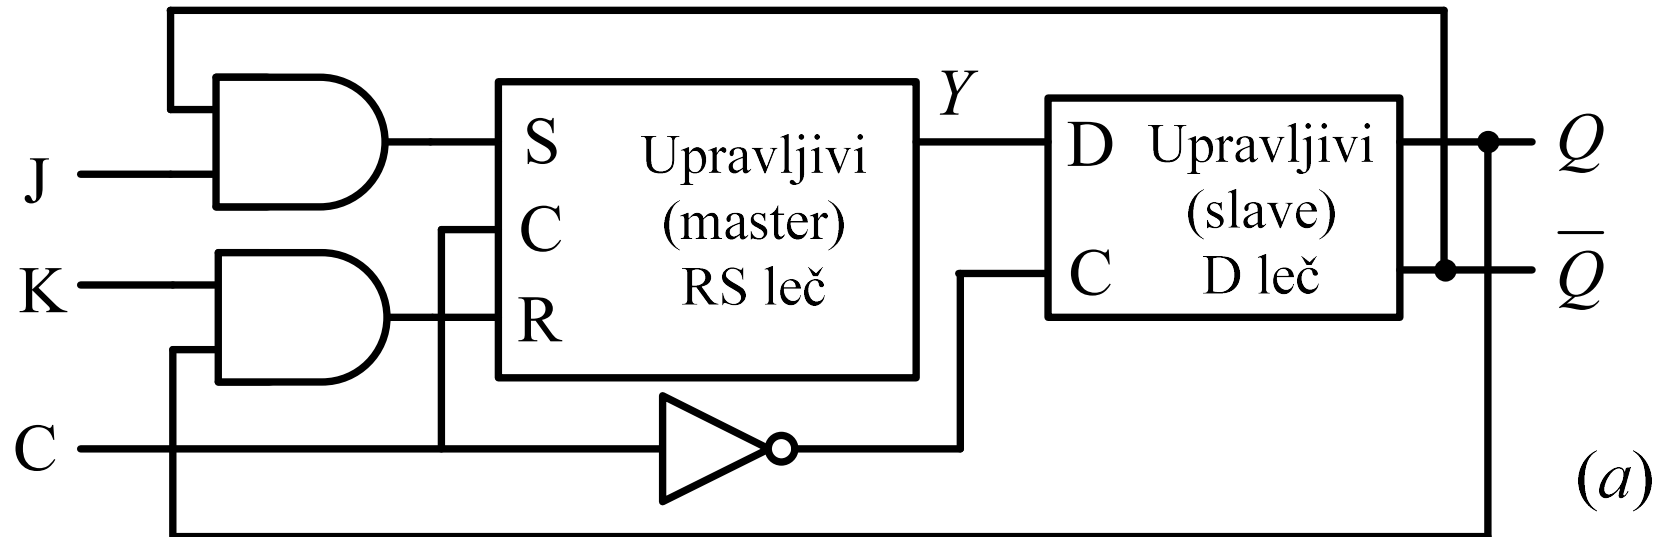 J
K
C
S
C
R
Upravljivi
(master)
RS leč
Y
D
C
Upravljivi
(slave)
D leč
Q
Q̅
(a)